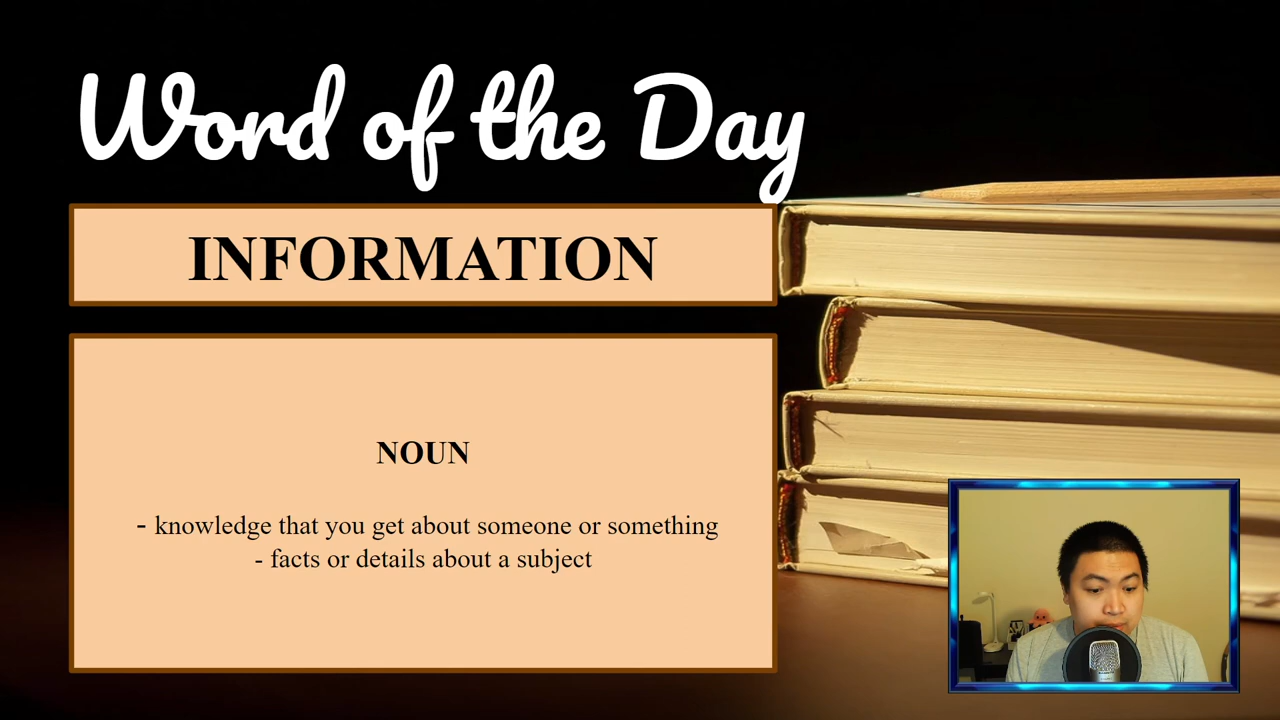 Word of the Day
INFORMATION
NOUN
- knowledge that you get about someone or something
- facts or details about a subject